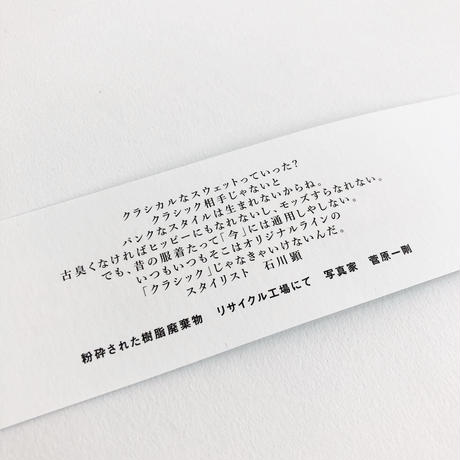 クラシカルなスウェットっていった?
クラシック相手じゃないと
パンクなスタイルは生まれないからね。
古臭くなければヒッピーにもなれないし、モッズすらなれない。
でも、昔の服着たって「今」には通用しやしない。
いつもいつもそこはオリジナルラインの
「クラシック」じゃなきゃいけないんだ。
スタイリスト 石川顕
粉砕された樹脂廃棄物 リサイクル工場にて 写真家 菅原一剛